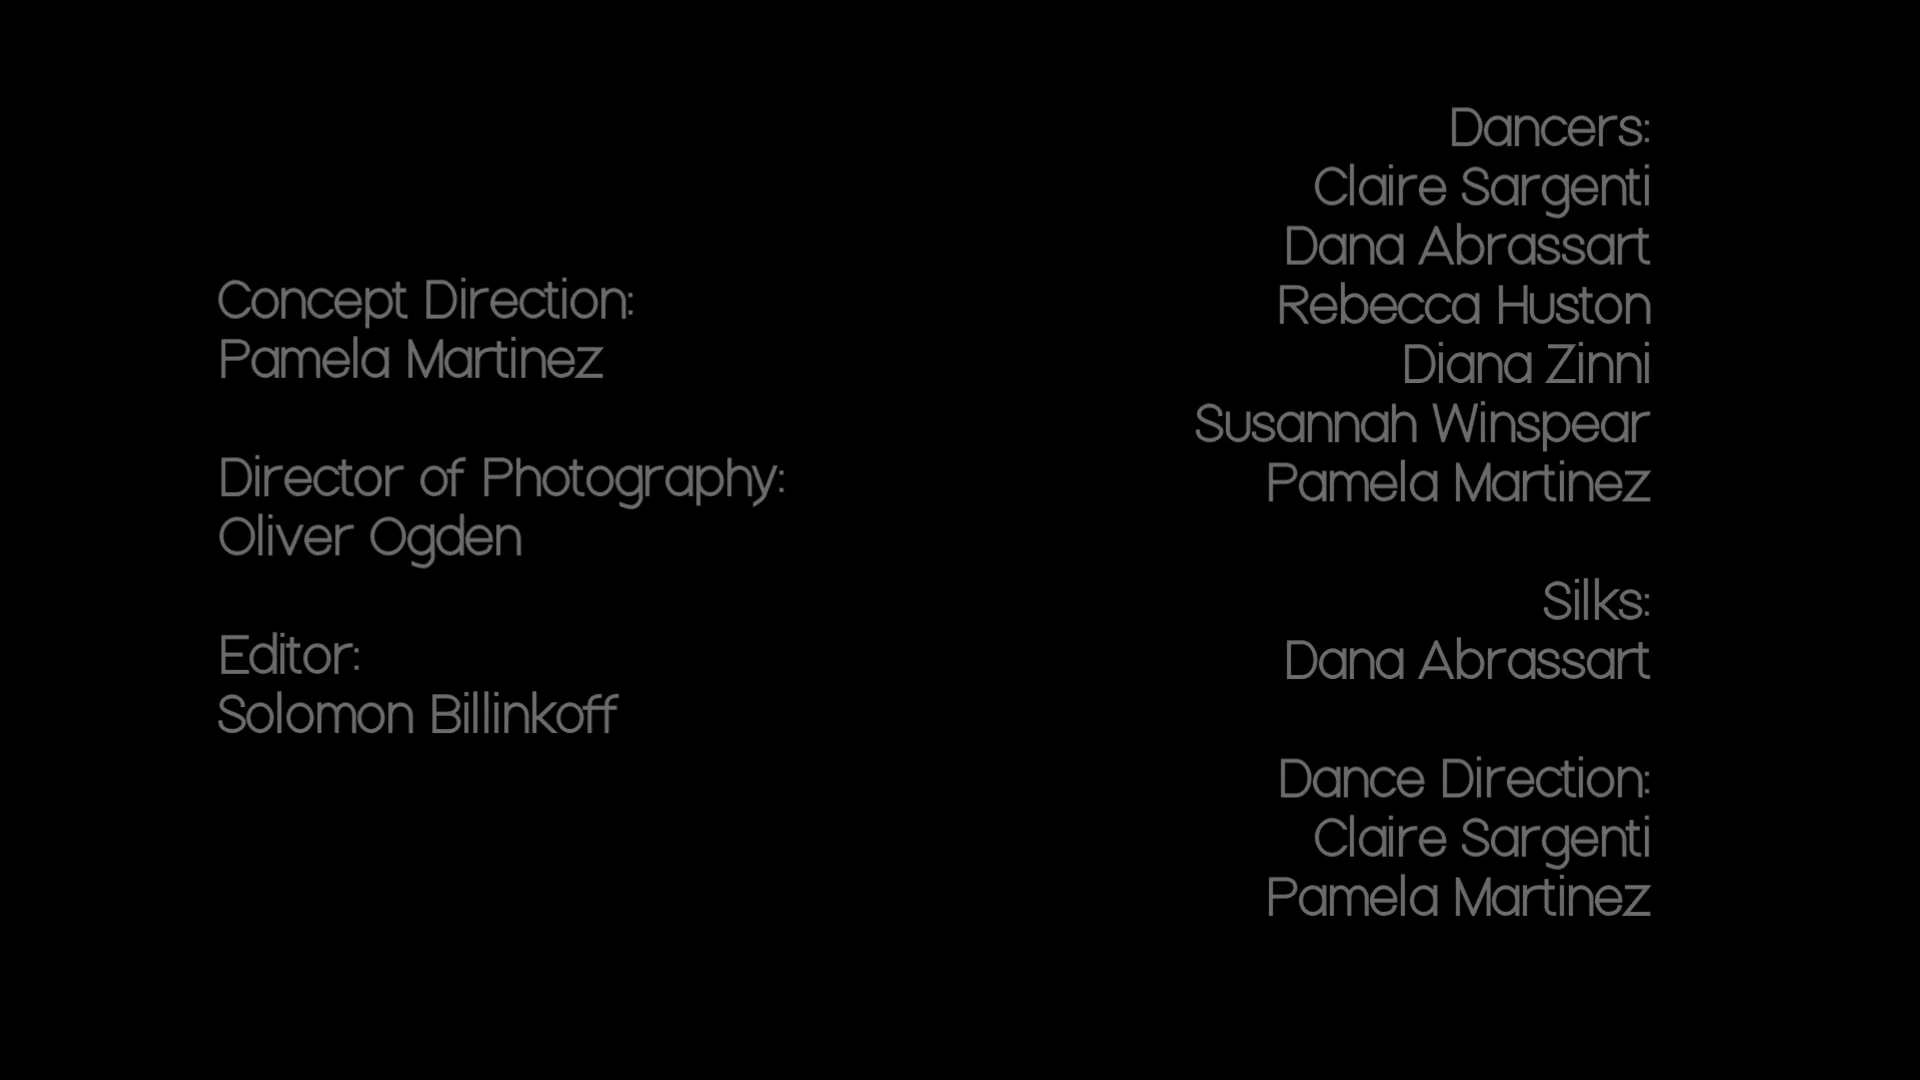 Concept Direction:
Pamela Martinez
Director of Photography:
Oliver Ogden
Editor:
Solomon Billinkoff
Dancers:
Claire Sargenti
Dana Abrassart
Rebecca Huston
Diana Zinni
Susannah Winspear
Pamela Martinez
Silks:
Dana Abrassart
Dance Direction:
Claire Sargenti
Pamela Martinez